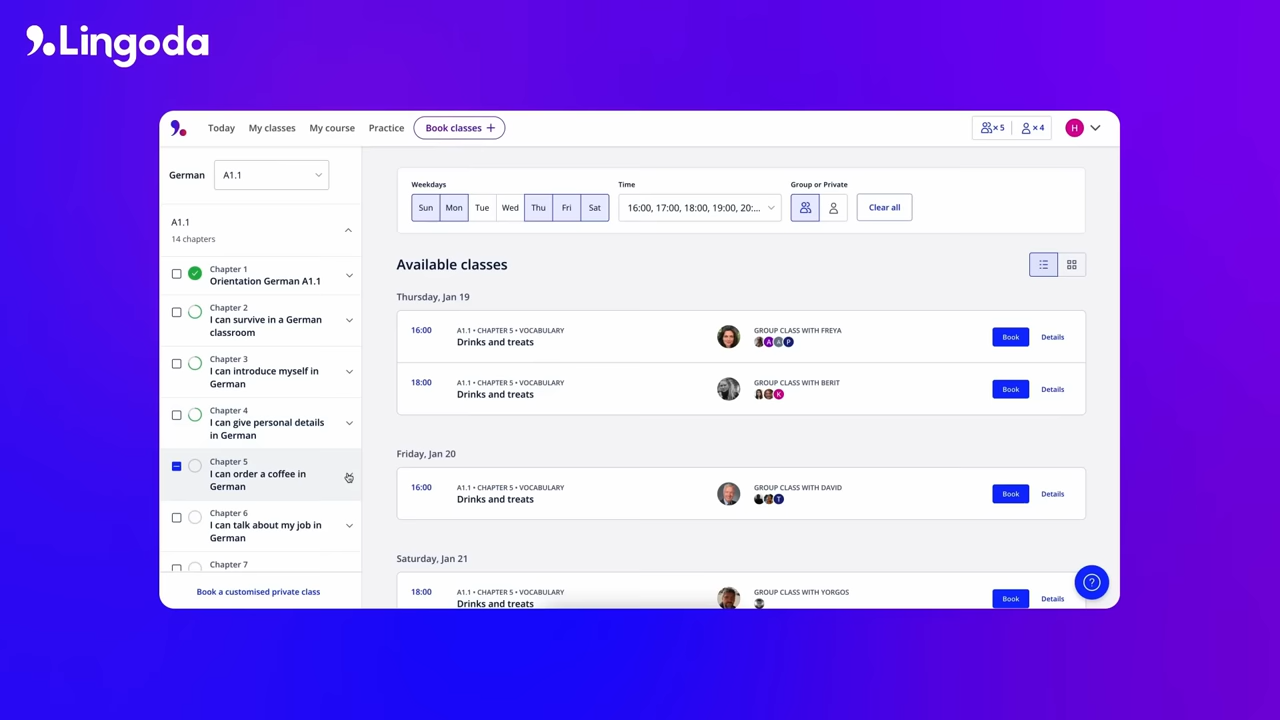 Lingoda
Today My classes My course Practice Book classes +
×5 ×4 H
German A1.1
A1.1
14 chapters
Chapter 1
Orientation German A1.1
Chapter 2
I can survive in a German
classroom
Chapter 3
I can introduce myself in
German
Chapter 4
I can give personal details
in German
Chapter 5
I can order a coffee in
German
Chapter 6
I can talk about my job in
German
Chapter 7
Book a customised private class
Weekdays Time Group or Private
Sun Mon Tue Wed Thu Fri Sat 16:00, 17:00, 18:00, 19:00, 20:... Clear all
Available classes
Thursday, Jan 19
16:00 A1.1 • CHAPTER 5 • VOCABULARY GROUP CLASS WITH FREYA
Drinks and treats A A P Book Details
18:00 A1.1 • CHAPTER 5 • VOCABULARY GROUP CLASS WITH BERIT
Drinks and treats K Book Details
Friday, Jan 20
16:00 A1.1 • CHAPTER 5 • VOCABULARY GROUP CLASS WITH DAVID
Drinks and treats T Book Details
Saturday, Jan 21
18:00 A1.1 • CHAPTER 5 • VOCABULARY GROUP CLASS WITH YORGOS
Drinks and treats Book Details
?